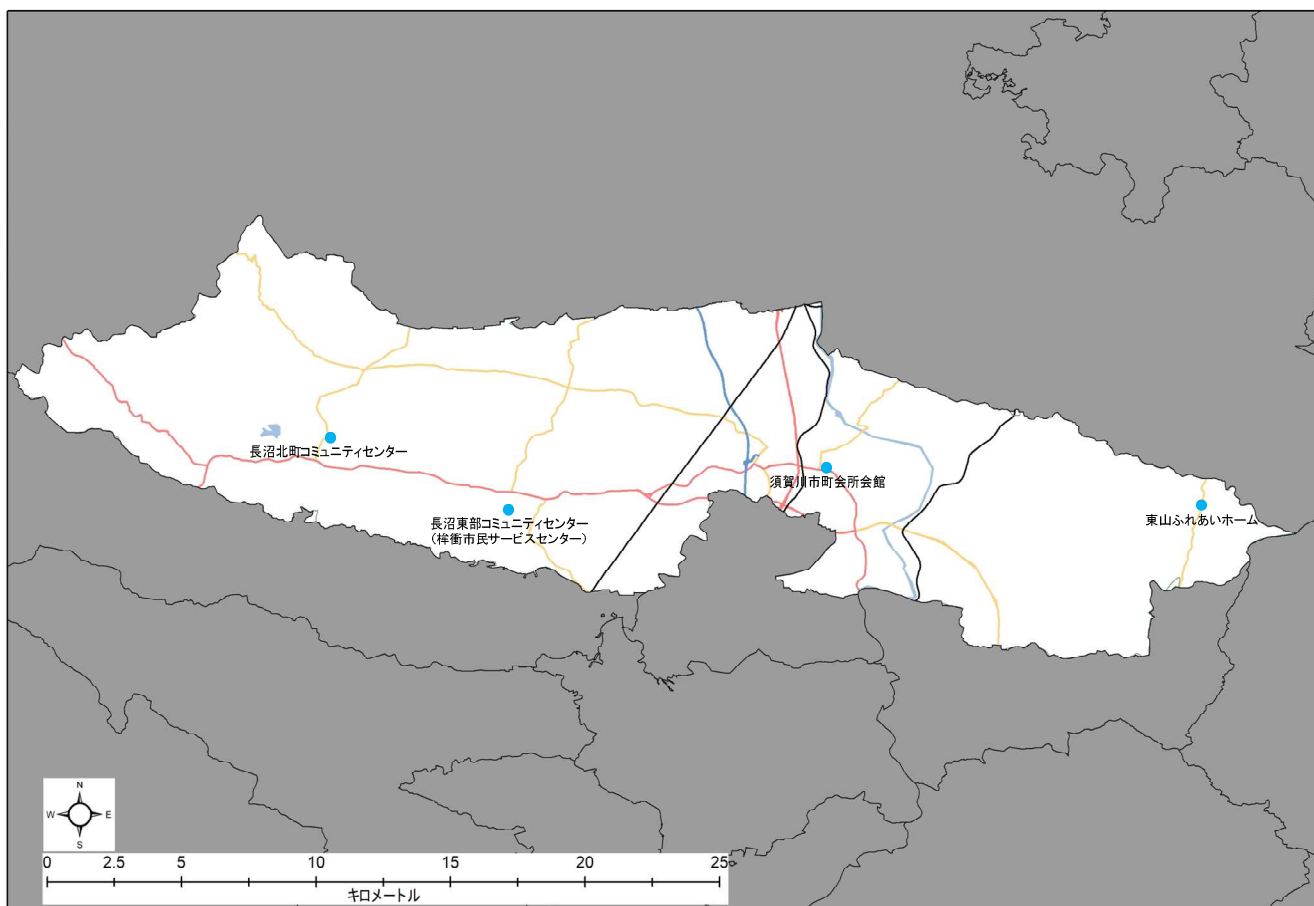 長沼北町コミュニティセンター
須賀川市町会所会館
長沼東部コミュニティセンター
（桙衝市民サービスセンター）
東山ふれあいホーム
N
W E
S
0 2.5 5 10 15 20 25
キロメートル